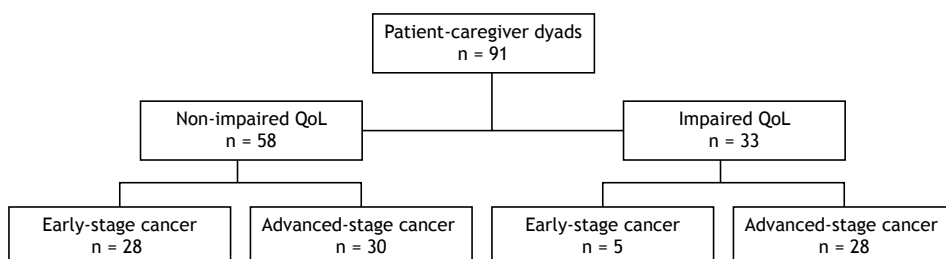 Patient-caregiver dyads
n = 91
Non-impaired QoL
n = 58
Impaired QoL
n = 33
Early-stage cancer
n = 28
Advanced-stage cancer
n = 30
Early-stage cancer
n = 5
Advanced-stage cancer
n = 28